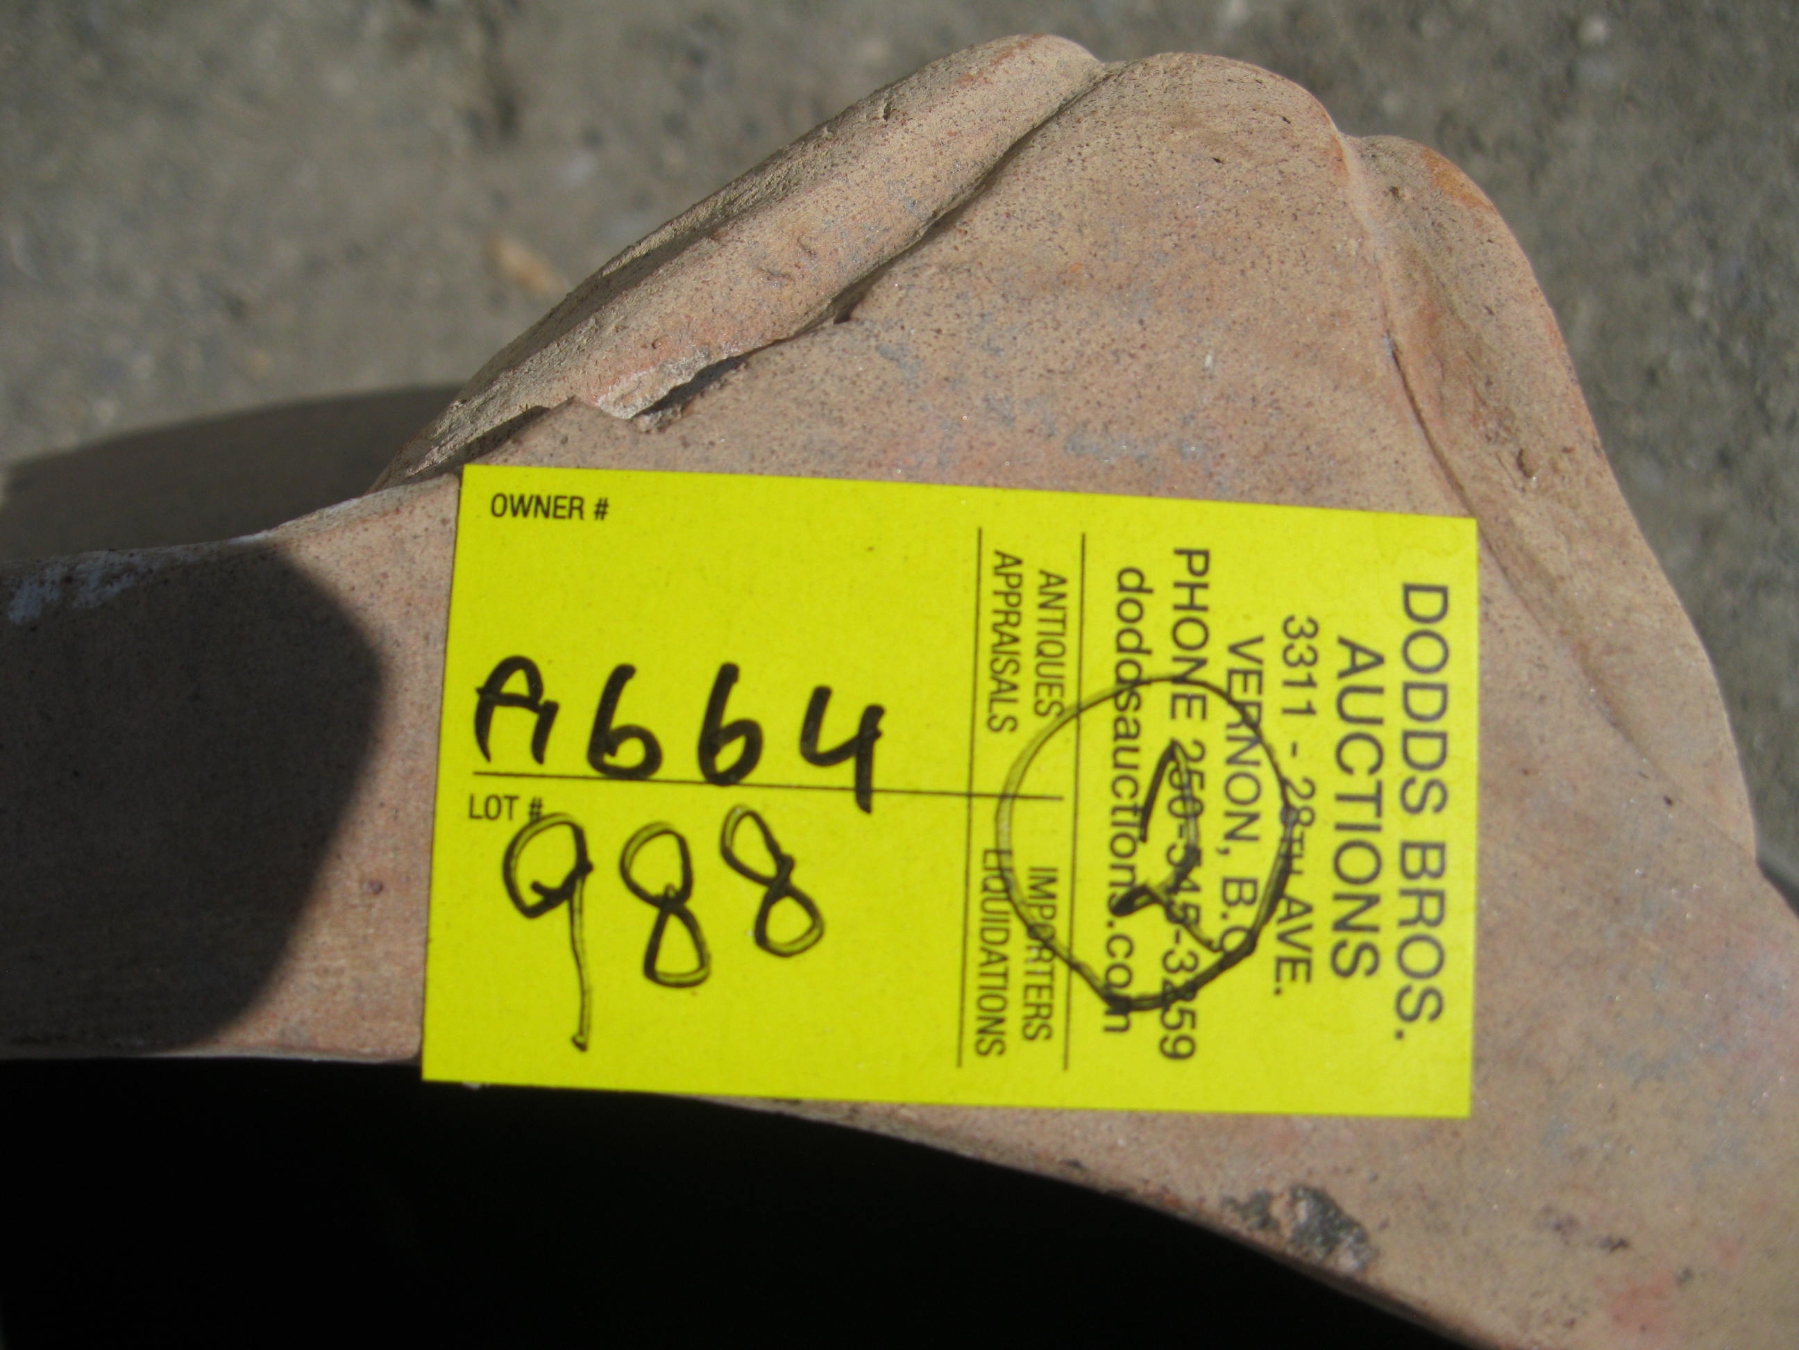 OWNER #
A664
LOT #
988
DODDS BROS.
AUCTIONS
3311 - 28TH AVE.
VERNON, B.C.
PHONE 250-545-3259
doddsauctions.com
ANTIQUES IMPORTERS
APPRAISALS LIQUIDATIONS